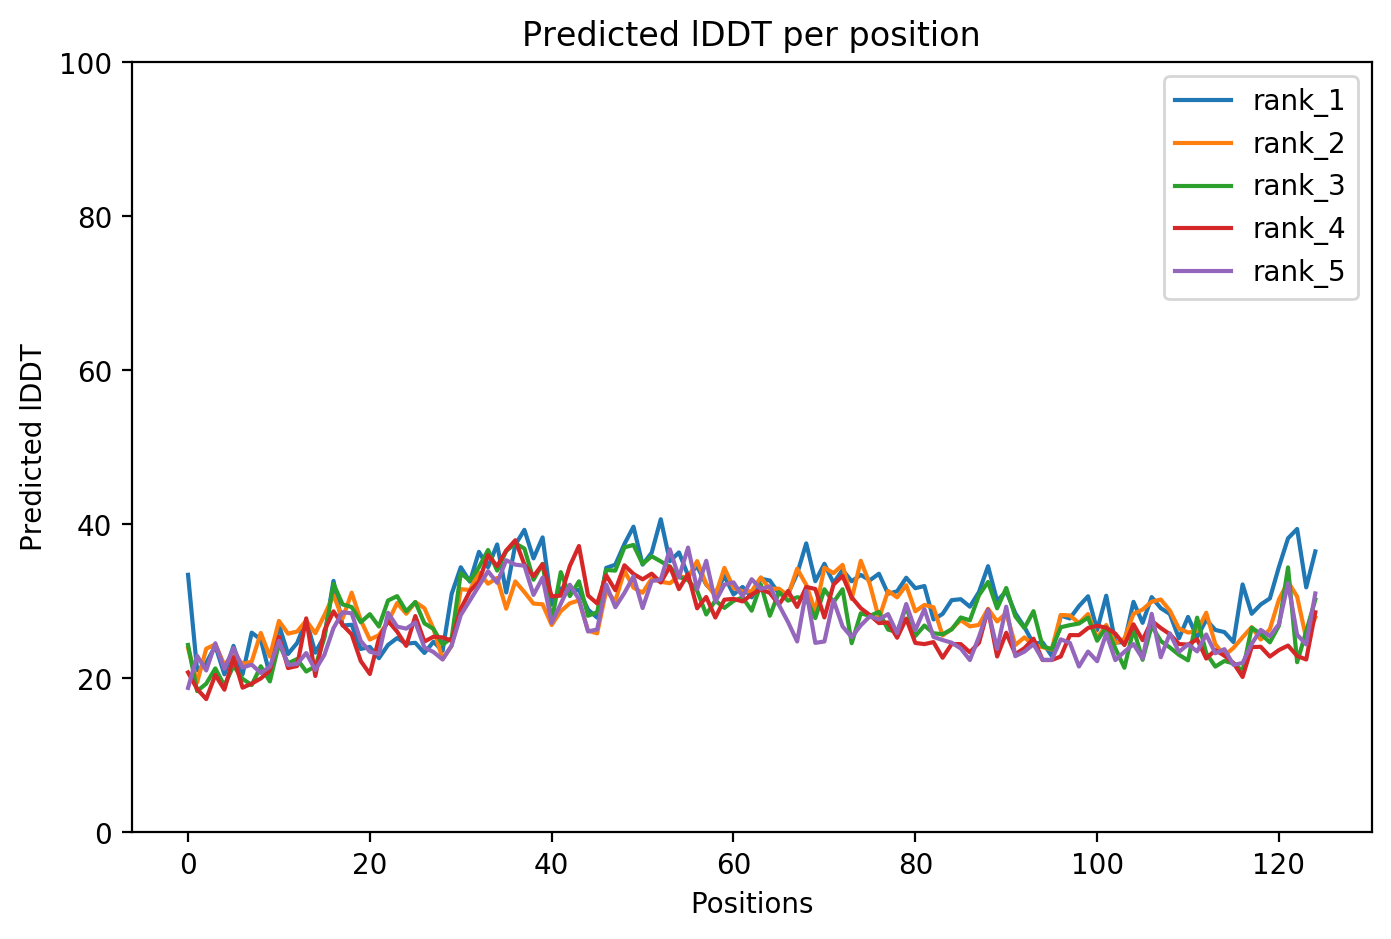 Predicted lDDT per position
100
80
60
40
20
0
Predicted lDDT
0 20 40 60 80 100 120
Positions
rank_1
rank_2
rank_3
rank_4
rank_5